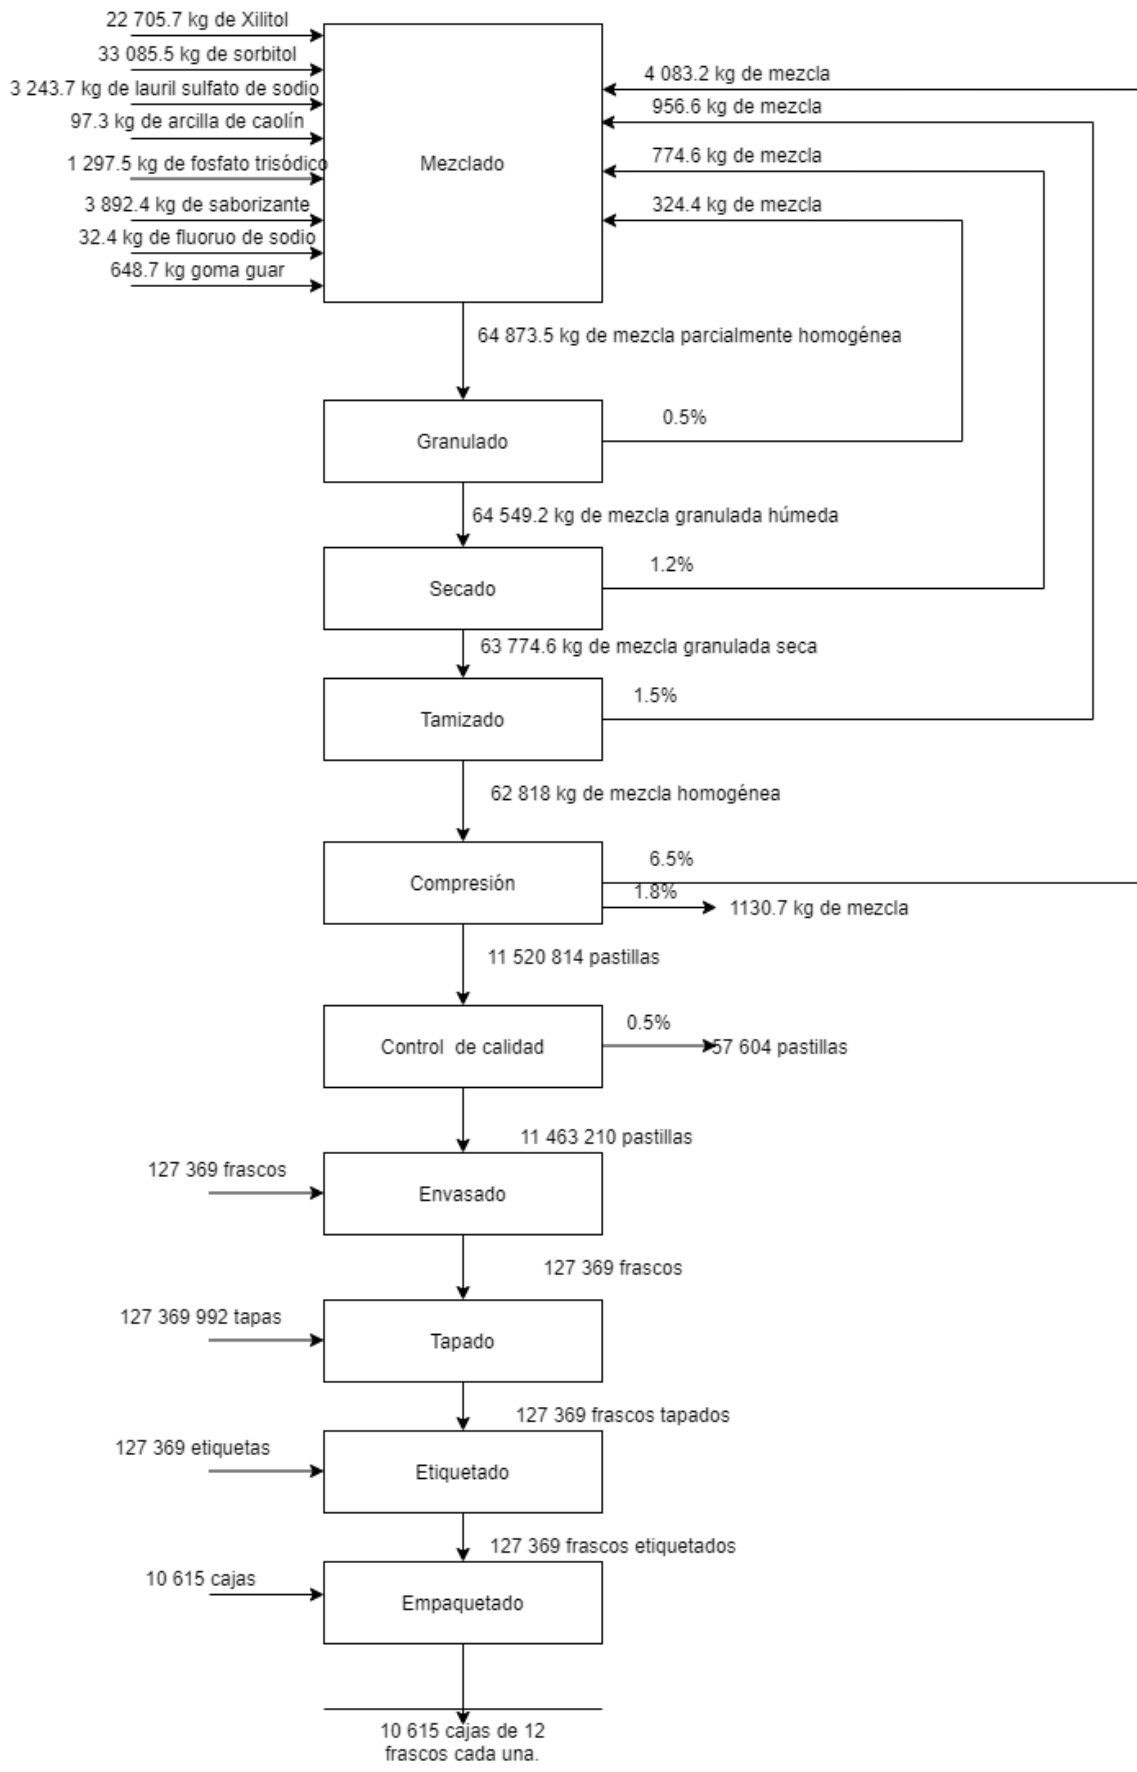 22 705.7 kg de Xilitol
33 085.5 kg de sorbitol
3 243.7 kg de lauril sulfato de sodio
97.3 kg de arcilla de caolín
1 297.5 kg de fosfato trisódico
3 892.4 kg de saborizante
32.4 kg de fluoruo de sodio
648.7 kg goma guar
Mezclado
4 083.2 kg de mezcla
956.6 kg de mezcla
774.6 kg de mezcla
324.4 kg de mezcla
64 873.5 kg de mezcla parcialmente homogénea
Granulado
0.5%
64 549.2 kg de mezcla granulada húmeda
Secado
1.2%
63 774.6 kg de mezcla granulada seca
Tamizado
1.5%
62 818 kg de mezcla homogénea
Compresión
6.5%
1.8%
1130.7 kg de mezcla
11 520 814 pastillas
Control de calidad
0.5%
57 604 pastillas
11 463 210 pastillas
127 369 frascos
Envasado
127 369 frascos
127 369 992 tapas
Tapado
127 369 frascos tapados
127 369 etiquetas
Etiquetado
127 369 frascos etiquetados
10 615 cajas
Empaquetado
10 615 cajas de 12
frascos cada una.